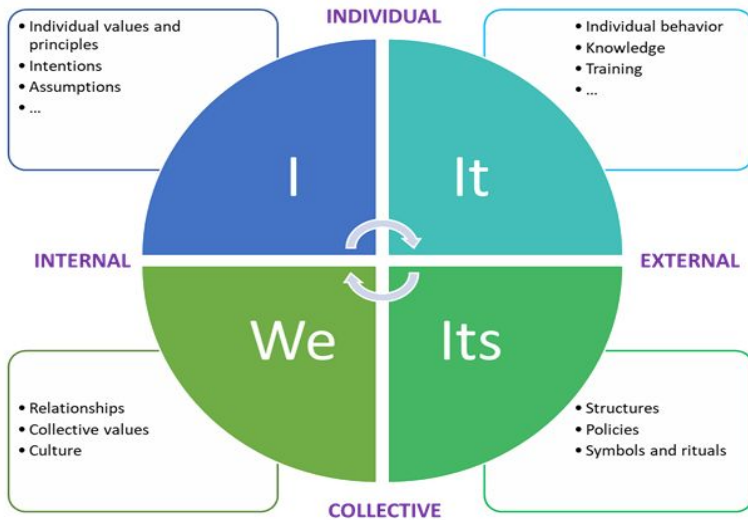 INDIVIDUAL
• Individual values and
principles
• Intentions
• Assumptions
• ...
• Individual behavior
• Knowledge
• Training
• ...
I
It
INTERNAL
EXTERNAL
We
Its
• Relationships
• Collective values
• Culture
• Structures
• Policies
• Symbols and rituals
COLLECTIVE